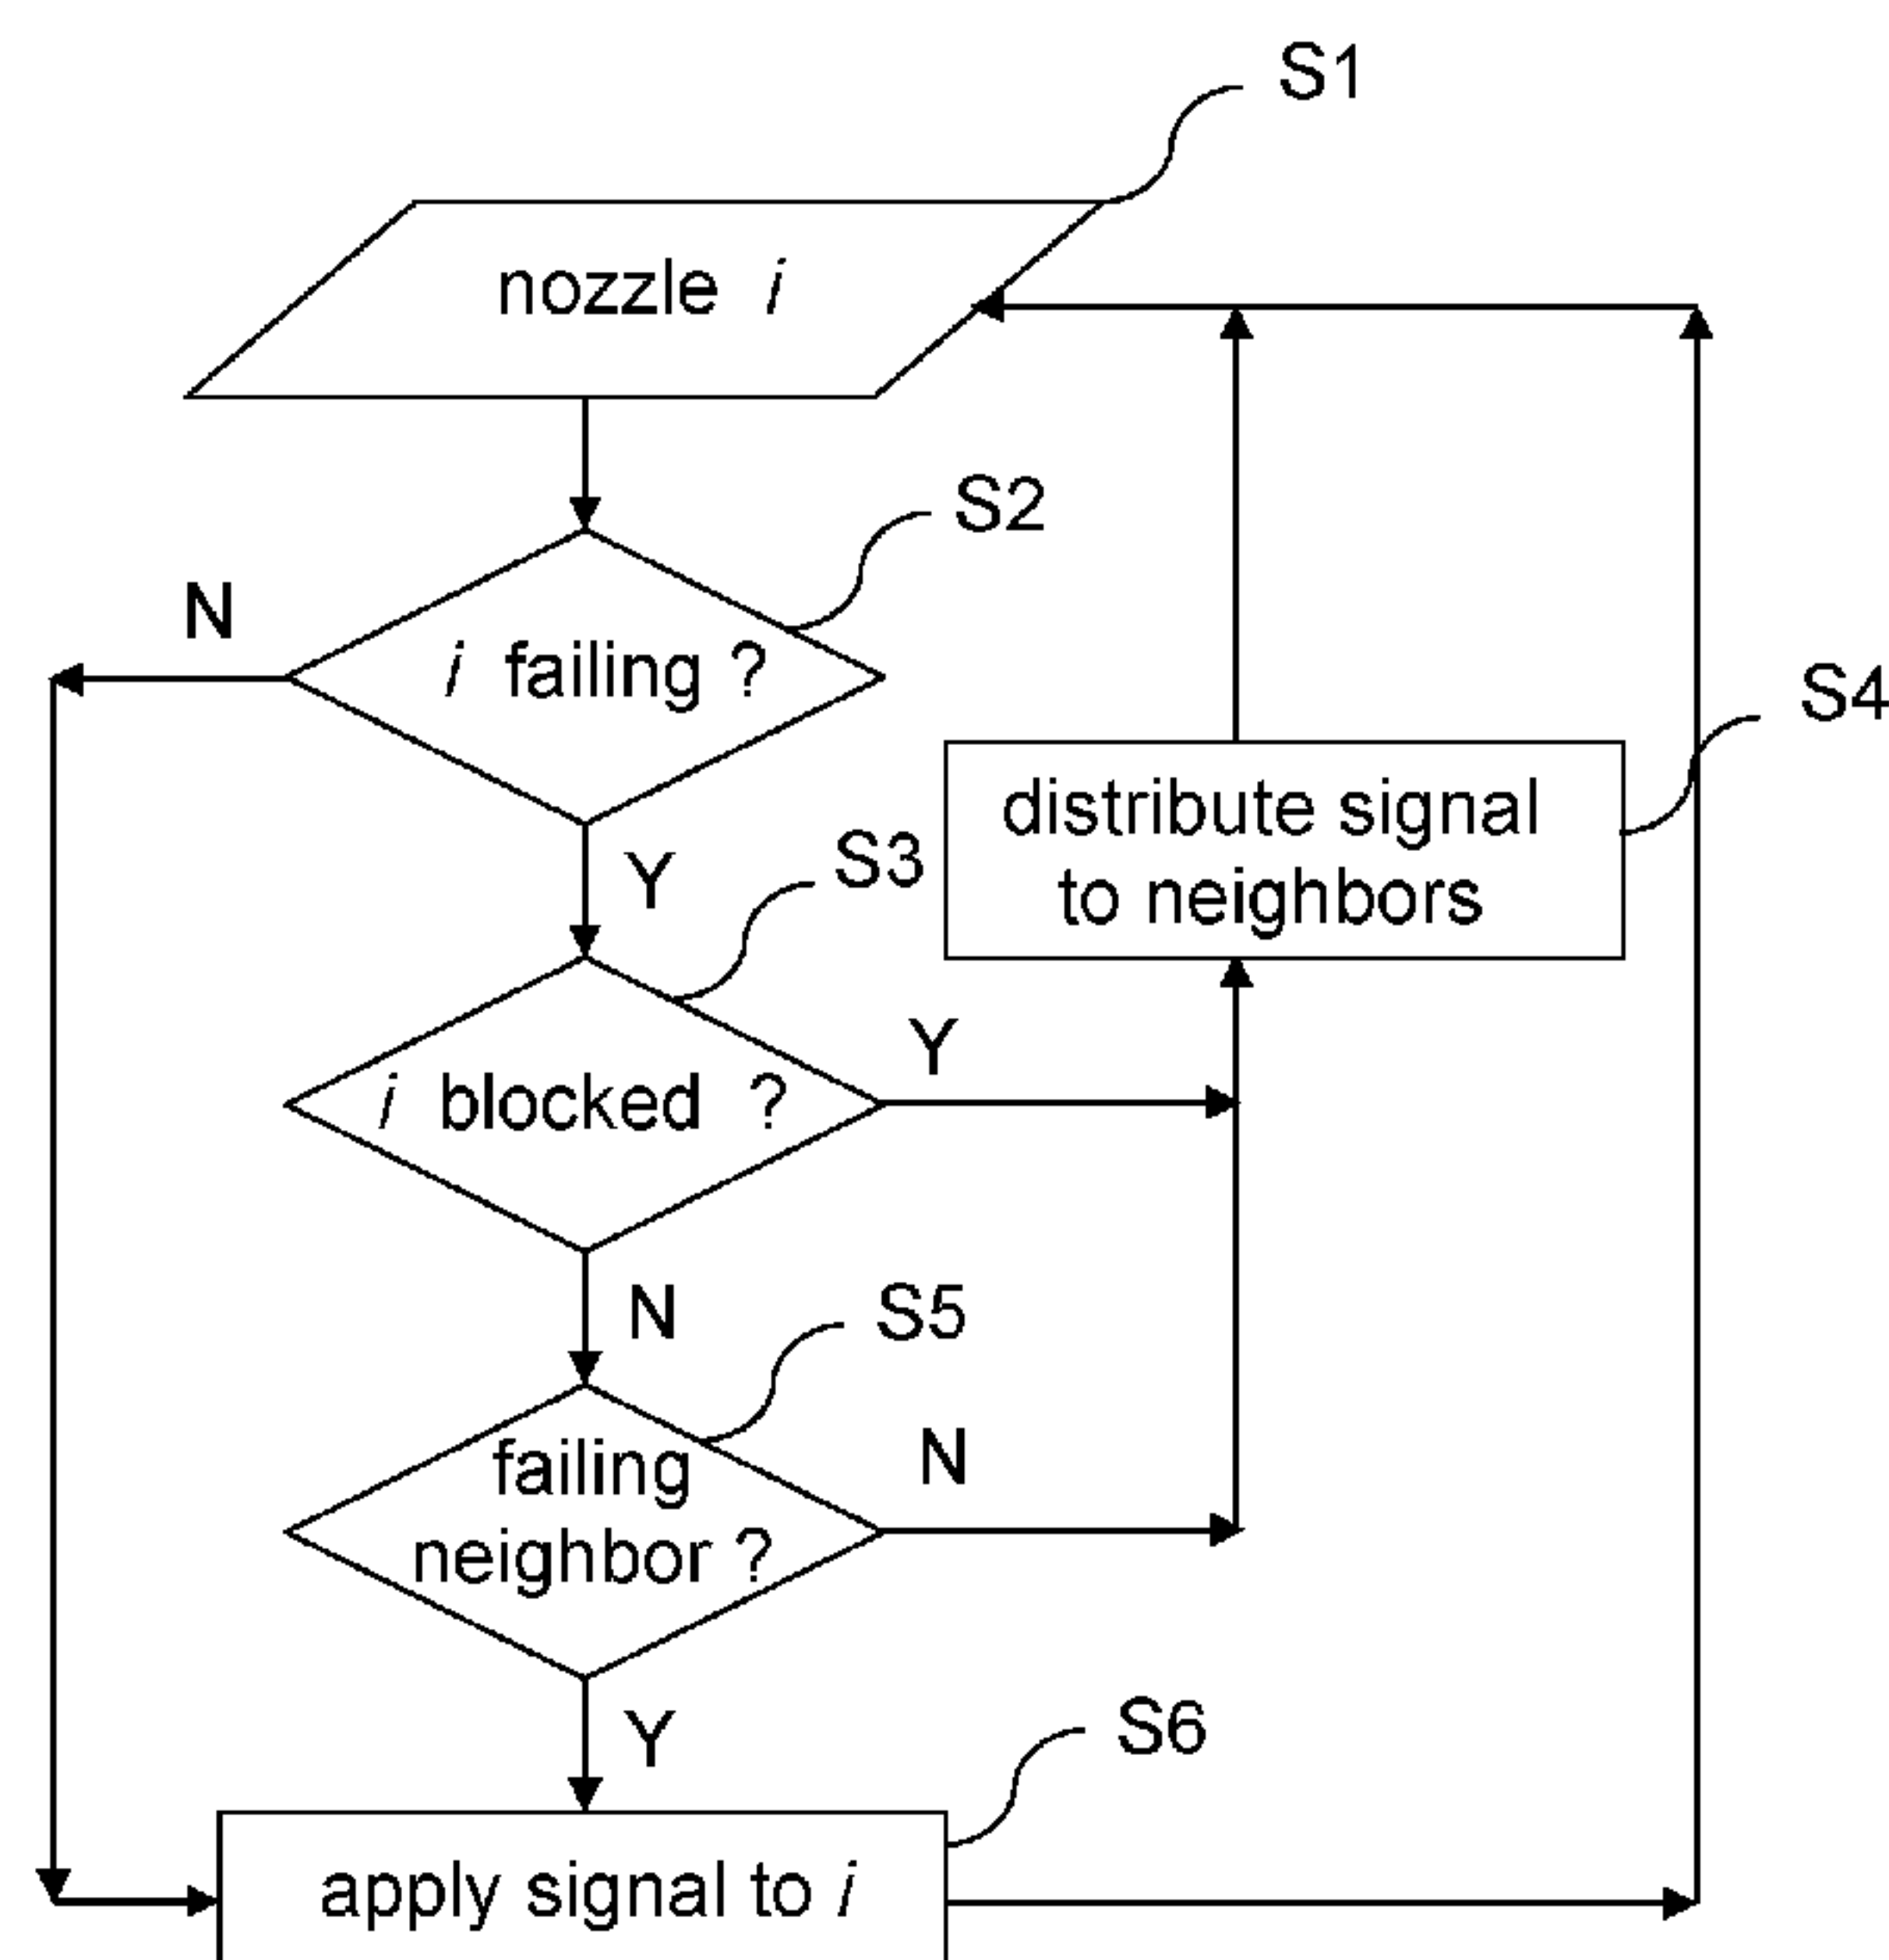 S1
nozzle i
S2
N
i failing ?
S4
distribute signal
to neighbors
Y
S3
Y
i blocked ?
N
S5
failing
neighbor ?
N
Y
S6
apply signal to i